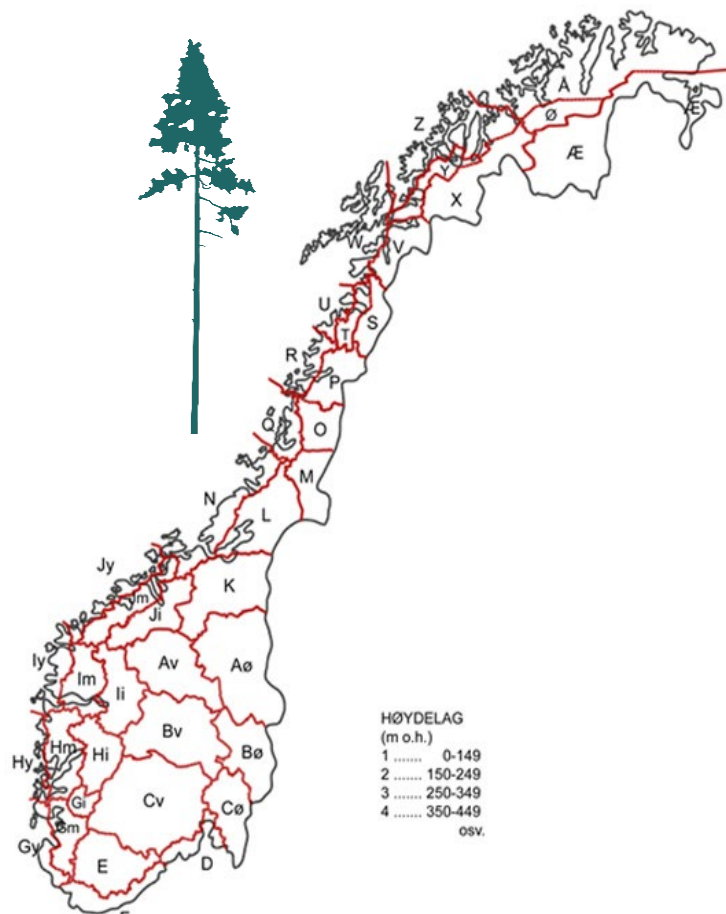 Å
Æ
Ø
Z
Æ
Y
X
W
V
U
S
T
R
P
Q
O
M
N
L
Jy
K
Jm
Ji
Iy
Av
Aø
Im
Ii
HØYDELAG
(m o.h.)
1 ....... 0-149
2 ....... 150-249
3 ....... 250-349
4 ....... 350-449
osv.
Bv
Hm
Hi
Bø
Hy
Cv
Gi
Cø
Gm
Gy
E
D